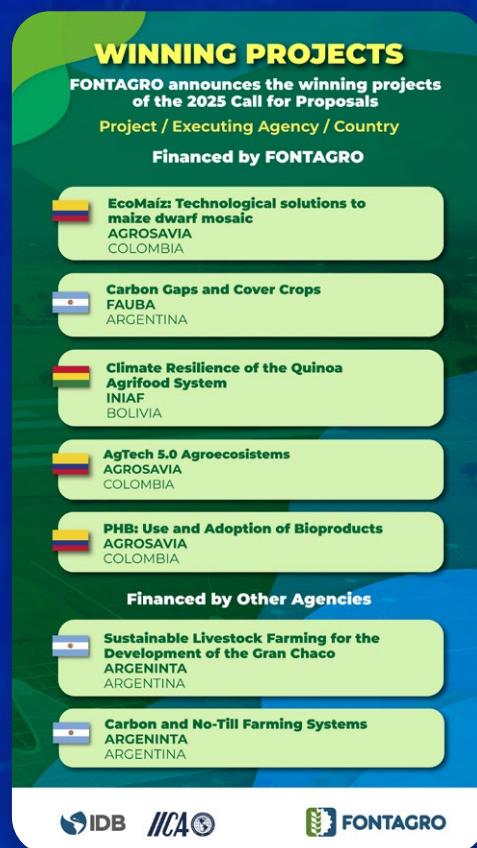 WINNING PROJECTS
FONTAGRO announces the winning projects
of the 2025 Call for Proposals
Project / Executing Agency / Country
Financed by FONTAGRO
EcoMaíz: Technological solutions to
maize dwarf mosaic
AGROSAVIA
COLOMBIA
Carbon Gaps and Cover Crops
FAUBA
ARGENTINA
Climate Resilience of the Quinoa
Agrifood System
INIAF
BOLIVIA
AgTech 5.0 Agroecosistems
AGROSAVIA
COLOMBIA
PHB: Use and Adoption of Bioproducts
AGROSAVIA
COLOMBIA
Financed by Other Agencies
Sustainable Livestock Farming for the
Development of the Gran Chaco
ARGENINTA
ARGENTINA
Carbon and No-Till Farming Systems
ARGENINTA
ARGENTINA
IDB IICA FONTAGRO